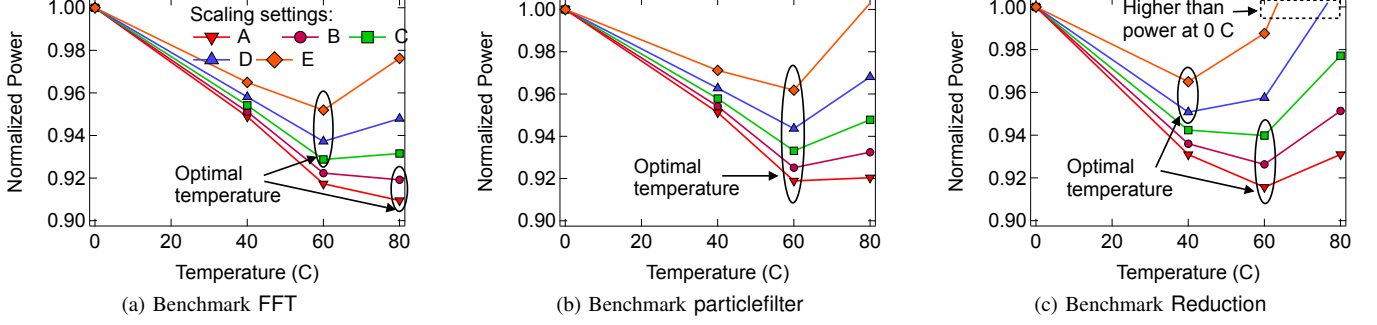 Scaling settings:
A B C
D E
Normalized Power
1.00
0.98
0.96
0.94
0.92
0.90
Optimal
temperature
0 20 40 60 80
Temperature (C)
(a) Benchmark FFT
Normalized Power
1.00
0.98
0.96
0.94
0.92
0.90
Optimal
temperature
0 20 40 60 80
Temperature (C)
(b) Benchmark particlefilter
Higher than
power at 0 C
Normalized Power
1.00
0.98
0.96
0.94
0.92
0.90
Optimal
temperature
0 20 40 60 80
Temperature (C)
(c) Benchmark Reduction